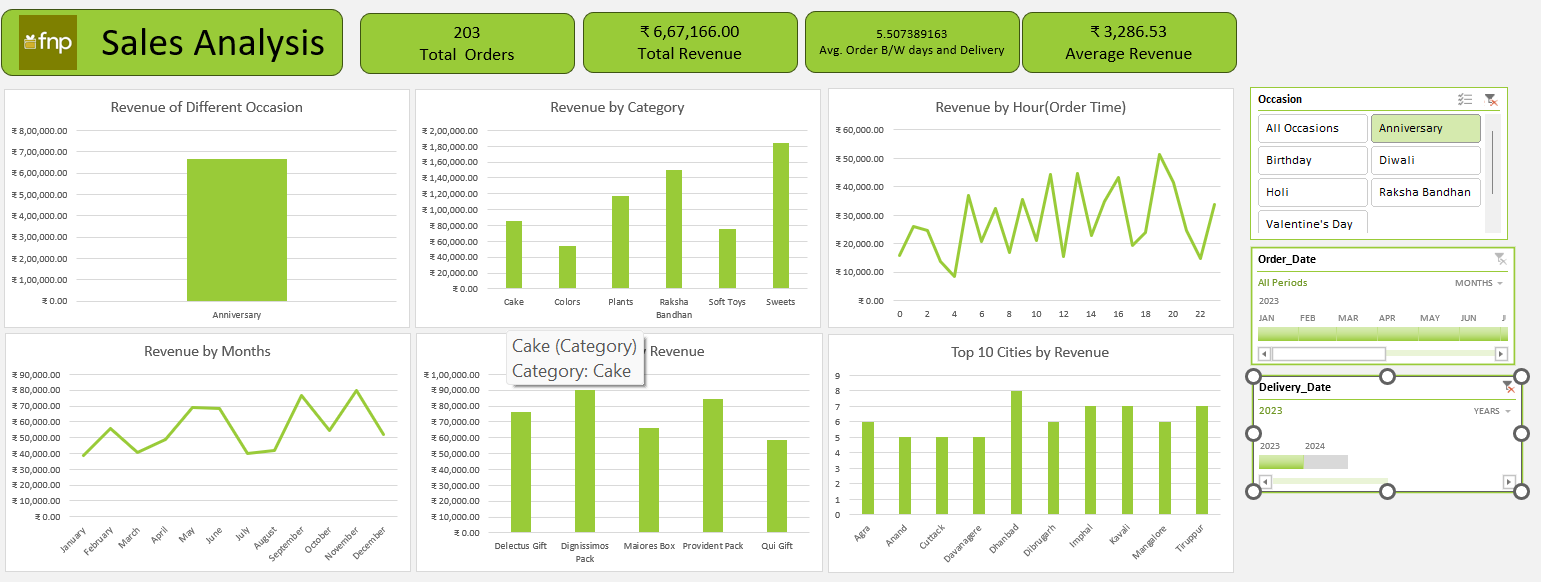 fnp
Sales Analysis
203
Total Orders
₹ 6,67,166.00
Total Revenue
5.507389163
Avg. Order B/W days and Delivery
₹ 3,286.53
Average Revenue
Revenue of Different Occasion
₹ 8,00,000.00
₹ 7,00,000.00
₹ 6,00,000.00
₹ 5,00,000.00
₹ 4,00,000.00
₹ 3,00,000.00
₹ 2,00,000.00
₹ 1,00,000.00
₹ 0.00
Anniversary
Revenue by Category
₹ 2,00,000.00
₹ 1,80,000.00
₹ 1,60,000.00
₹ 1,40,000.00
₹ 1,20,000.00
₹ 1,00,000.00
₹ 80,000.00
₹ 60,000.00
₹ 40,000.00
₹ 20,000.00
₹ 0.00
Cake Colors Plants Raksha Bandhan Soft Toys Sweets
Revenue by Hour(Order Time)
₹ 60,000.00
₹ 50,000.00
₹ 40,000.00
₹ 30,000.00
₹ 20,000.00
₹ 10,000.00
₹ 0.00
0 2 4 6 8 10 12 14 16 18 20 22
Occasion
All Occasions Anniversary
Birthday Diwali
Holi Raksha Bandhan
Valentine's Day
Order_Date
All Periods MONTHS
2023
JAN FEB MAR APR MAY JUN J
Delivery_Date
2023 YEARS
2023 2024
Revenue by Months
₹ 90,000.00
₹ 80,000.00
₹ 70,000.00
₹ 60,000.00
₹ 50,000.00
₹ 40,000.00
₹ 30,000.00
₹ 20,000.00
₹ 10,000.00
₹ 0.00
January February March April May June July August September October November December
Cake (Category)
Category: Cake
y Revenue
₹ 1,00,000.00
₹ 90,000.00
₹ 80,000.00
₹ 70,000.00
₹ 60,000.00
₹ 50,000.00
₹ 40,000.00
₹ 30,000.00
₹ 20,000.00
₹ 10,000.00
₹ 0.00
Delectus Gift Dignissimos Pack Maiores Box Provident Pack Qui Gift
Top 10 Cities by Revenue
9
8
7
6
5
4
3
2
1
0
Agra Anand Cuttack Davanagere Dhanbad Dibrugarh Imphal Kavali Mangalore Tiruppur